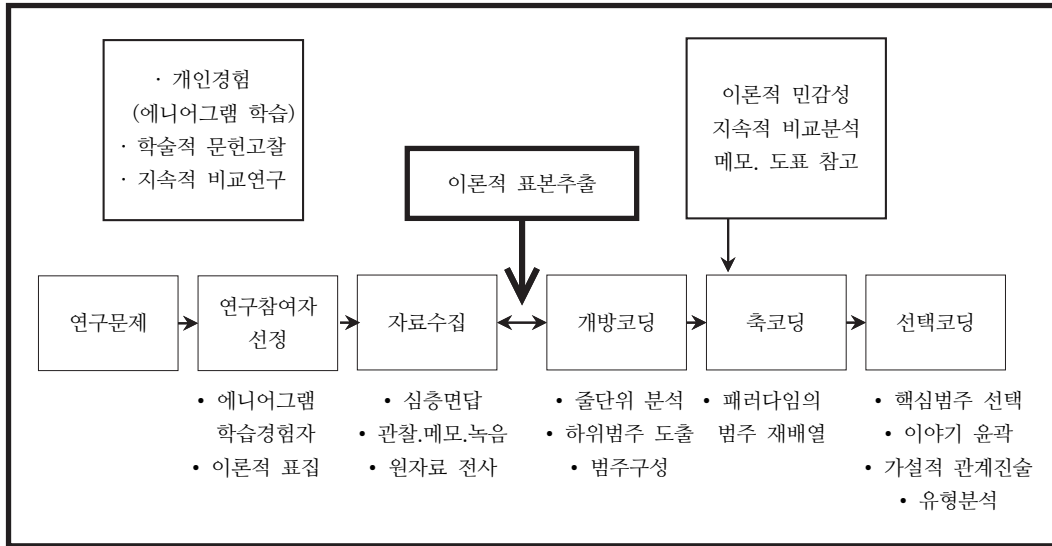 · 개인경험
(에니어그램 학습)
· 학술적 문헌고찰
· 지속적 비교연구
이론적 민감성
지속적 비교분석
메모. 도표 참고
이론적 표본추출
연구문제
연구참여자
선정
자료수집
개방코딩
축코딩
선택코딩
• 에니어그램
학습경험자
• 이론적 표집
• 심층면답
• 관찰.메모.녹음
• 원자료 전사
• 줄단위 분석
• 하위범주 도출
• 범주구성
• 패러다임의
범주 재배열
• 핵심범주 선택
• 이야기 윤곽
• 가설적 관계진술
• 유형분석